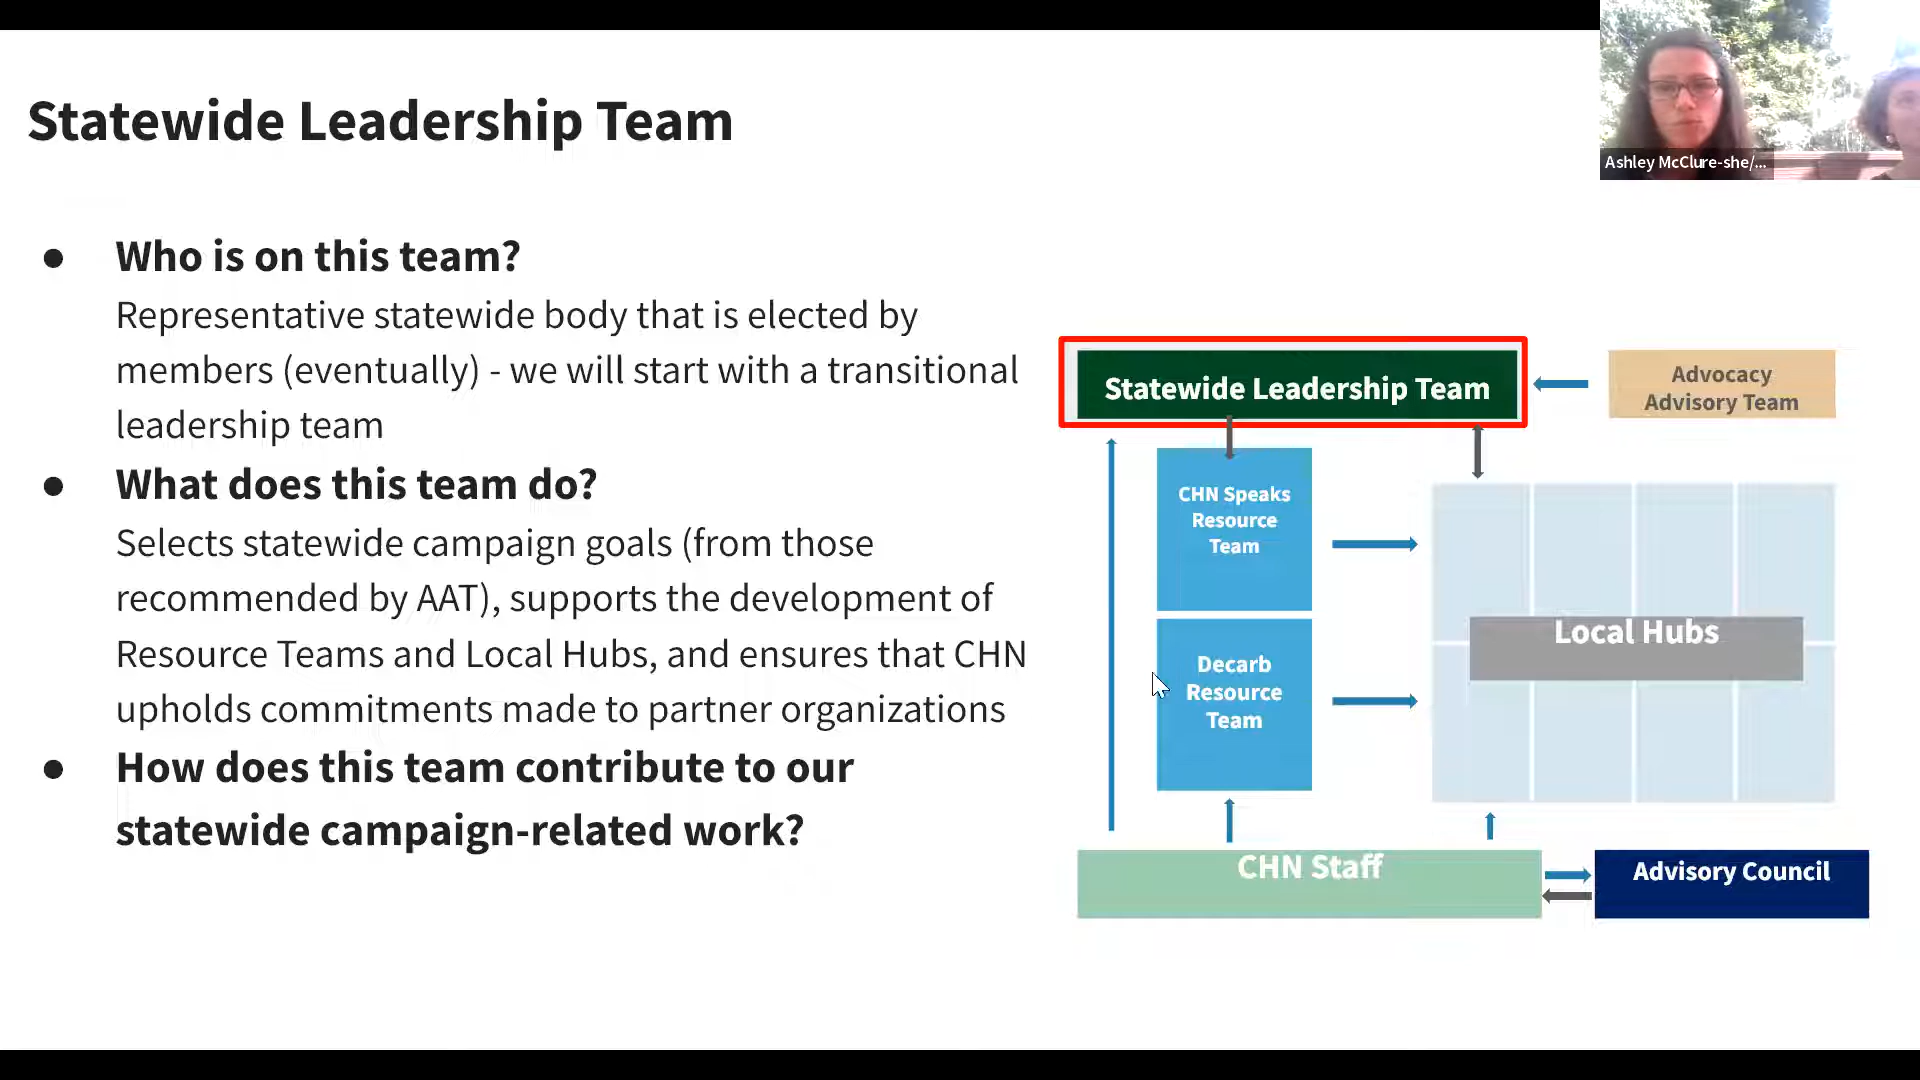 Statewide Leadership Team
Ashley McClure-she/...
● Who is on this team?
Representative statewide body that is elected by
members (eventually) - we will start with a transitional
leadership team
● What does this team do?
Selects statewide campaign goals (from those
recommended by AAT), supports the development of
Resource Teams and Local Hubs, and ensures that CHN
upholds commitments made to partner organizations
● How does this team contribute to our
statewide campaign-related work?
Statewide Leadership Team
Advocacy
Advisory Team
CHN Speaks
Resource
Team
Decarb
Resource
Team
Local Hubs
CHN Staff
Advisory Council